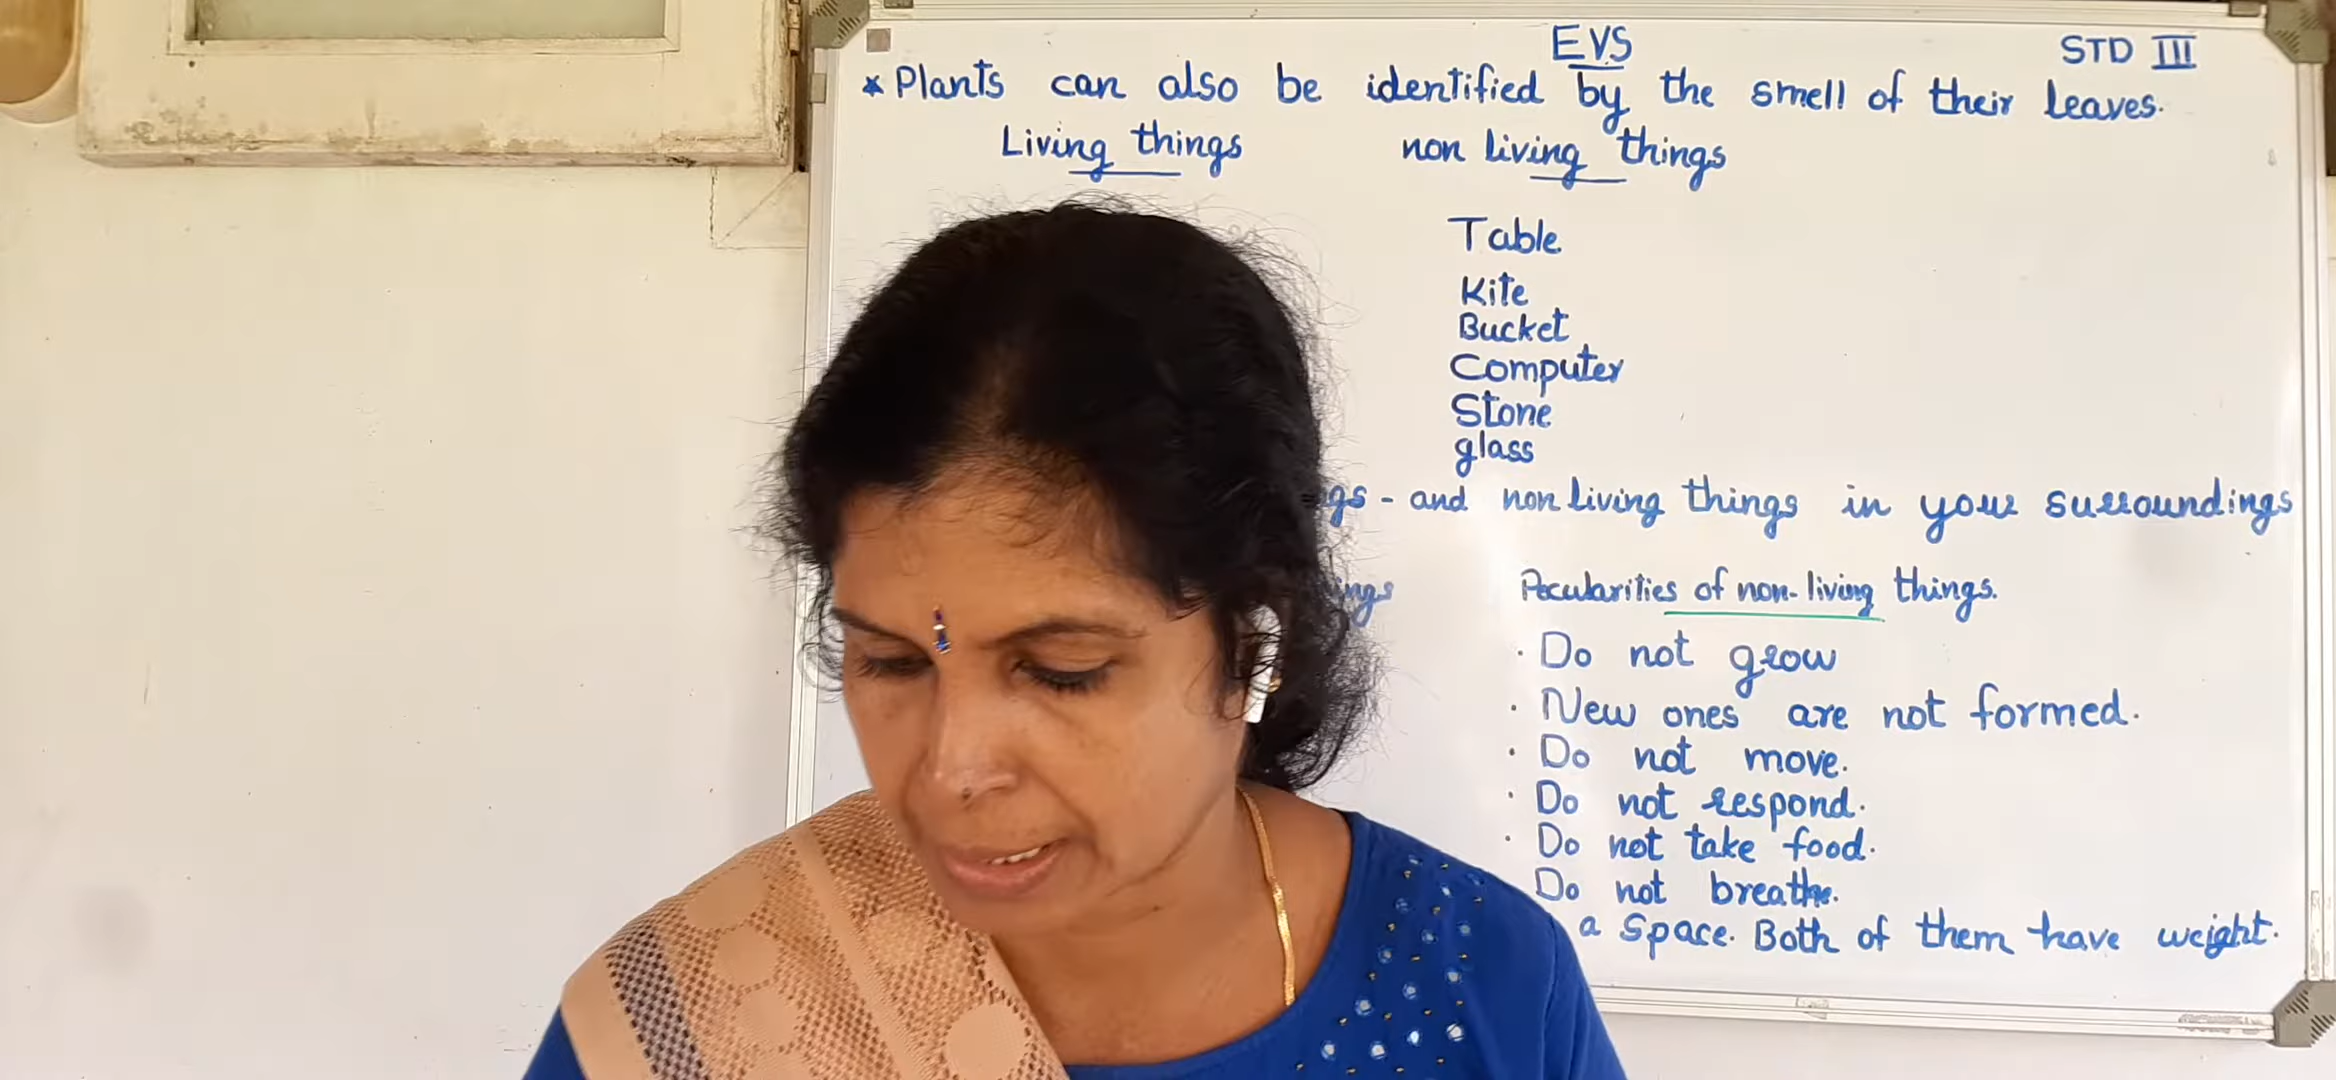 EVS
STD III
* Plants can also be identified by the smell of their leaves.
Living things non living things
Table
Kite
Bucket
Computer
Stone
glass
gs - and non living things in your surroundings
ings Pecularities of non-living things.
· Do not grow
· New ones are not formed.
· Do not move.
· Do not respond.
· Do not take food.
Do not breathe.
a Space. Both of them have weight.